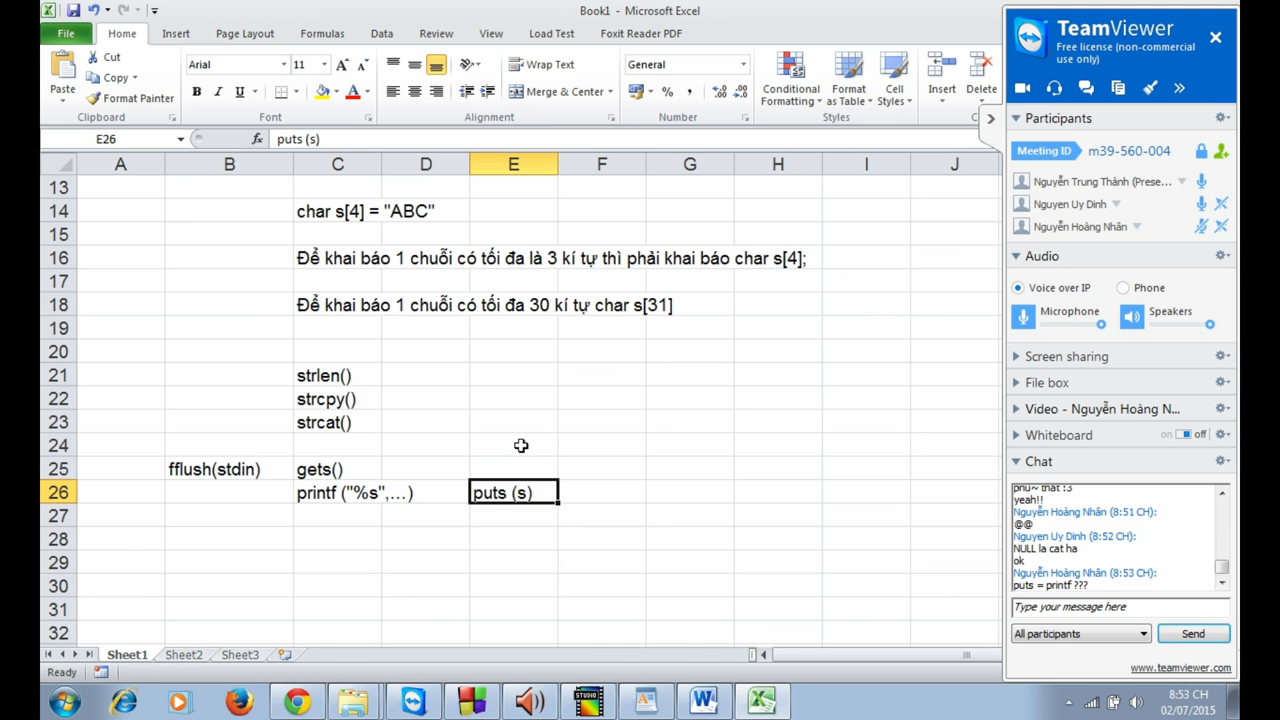 Book1 - Microsoft Excel
File Home Insert Page Layout Formulas Data Review View Load Test Foxit Reader PDF
Paste
Cut
Copy
Format Painter
Clipboard
Arial 11
B I U
Font
Wrap Text
Merge & Center
Alignment
General
Number
Conditional Formatting
Format as Table
Cell Styles
Styles
Insert
Delete
E26 fx puts (s)
A B C D E F G H I J
13
14 char s[4] = "ABC"
15
16 Để khai báo 1 chuỗi có tối đa là 3 kí tự thì phải khai báo char s[4];
17
18 Để khai báo 1 chuỗi có tối đa 30 kí tự char s[31]
19
20
21 strlen()
22 strcpy()
23 strcat()
24
25 fflush(stdin) gets()
26 printf ("%s",...) puts (s)
27
28
29
30
31
32
Sheet1 Sheet2 Sheet3
Ready
TeamViewer
Free license (non-commercial
use only)
Participants
Meeting ID m39-560-004
Nguyễn Trung Thành (Prese...
Nguyen Uy Dinh
Nguyễn Hoàng Nhân
Audio
Voice over IP Phone
Microphone Speakers
Screen sharing
File box
Video - Nguyễn Hoàng N...
Whiteboard on off
Chat
phu~ that :3
yeah!!
Nguyễn Hoàng Nhân (8:51 CH):
@@
Nguyen Uy Dinh (8:52 CH):
NULL la cat ha
ok
Nguyễn Hoàng Nhân (8:53 CH):
puts = printf ???
Type your message here
All participants Send
www.teamviewer.com
STUDIO
8:53 CH
02/07/2015